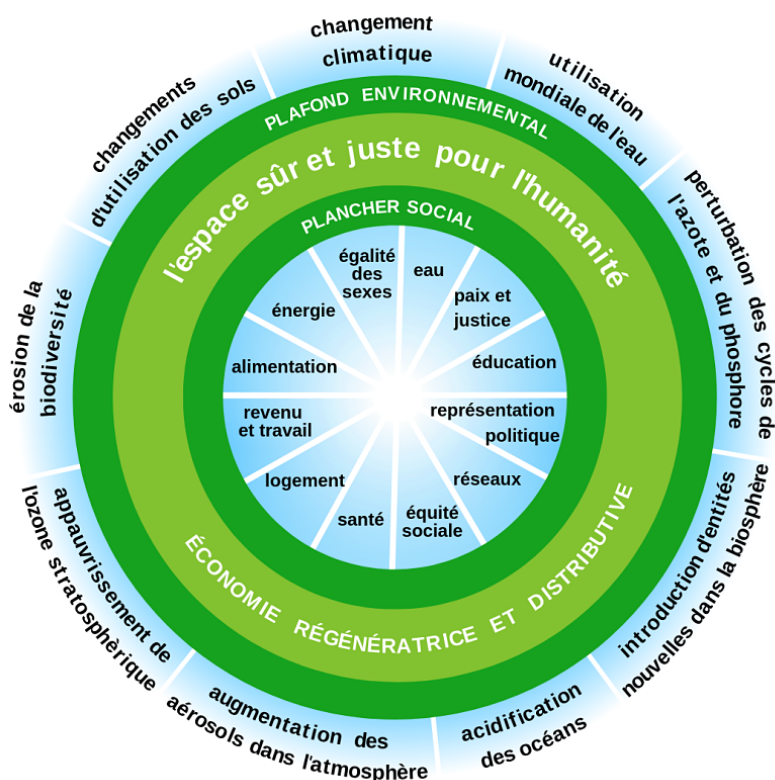 changement
climatique
utilisation
mondiale de l'eau
perturbation des cycles de
l'azote et du phosphore
introduction d'entités
nouvelles dans la biosphère
acidification
des océans
augmentation des
aérosols dans l'atmosphère
appauvrissement de
l'ozone stratosphèrique
érosion de la
biodiversité
changements
d'utilisation des sols
PLAFOND ENVIRONNEMENTAL
l'espace sûr et juste pour l'humanité
PLANCHER SOCIAL
eau
paix et
justice
éducation
représentation
politique
réseaux
équité
sociale
santé
logement
revenu
et travail
alimentation
énergie
égalité
des
sexes
ÉCONOMIE RÉGÉNÉRATRICE ET DISTRIBUTIVE